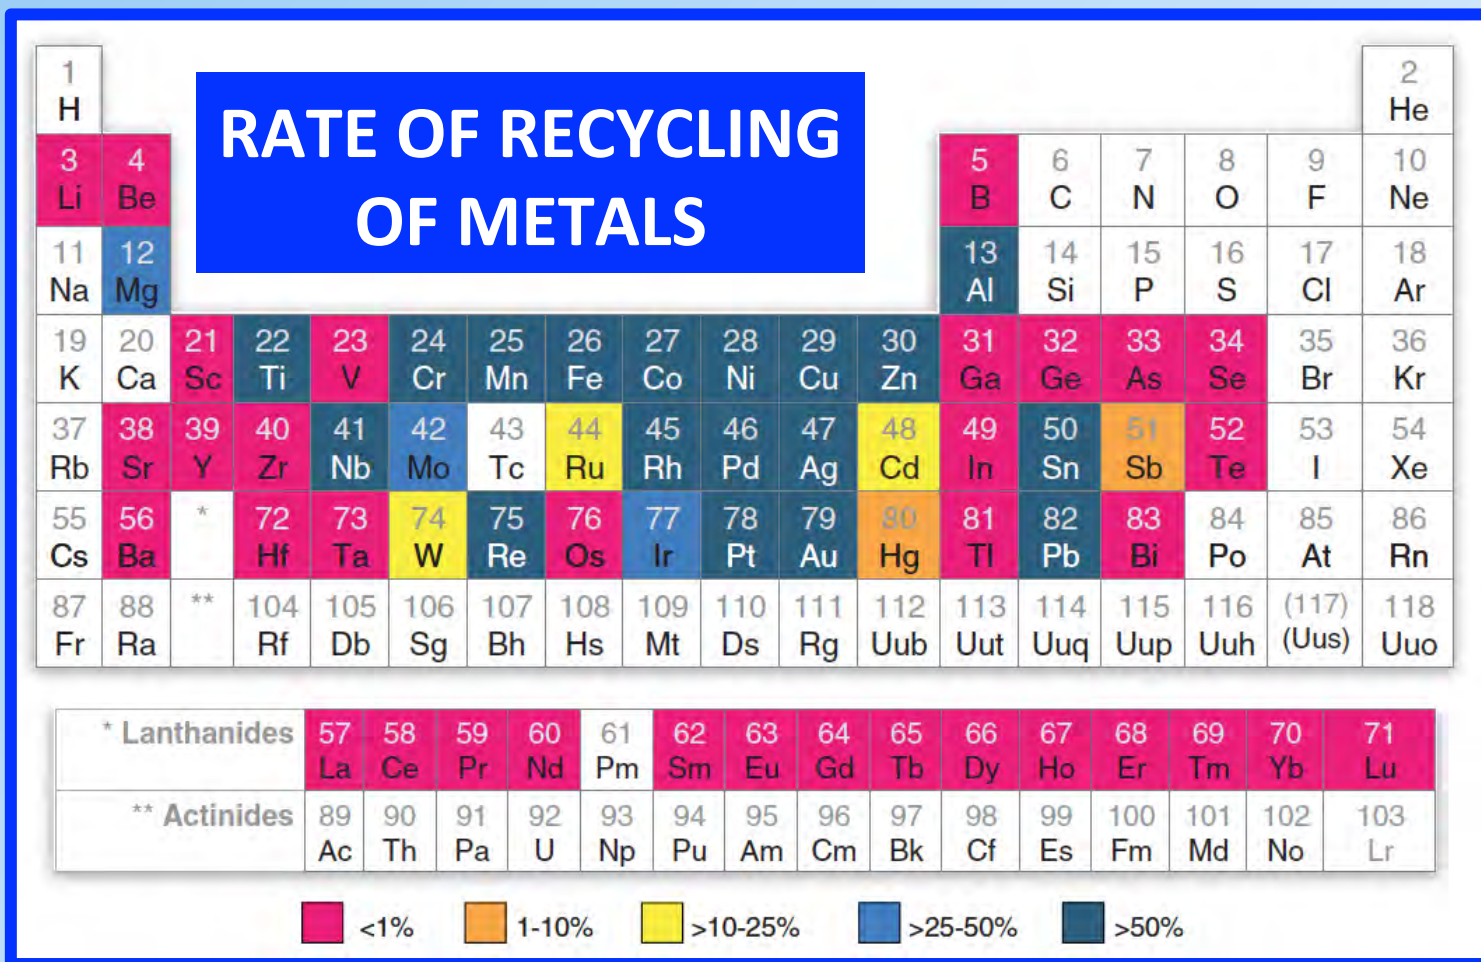 RATE OF RECYCLING
OF METALS
1 2
H He
3 4 5 6 7 8 9 10
Li Be B C N O F Ne
11 12 13 14 15 16 17 18
Na Mg Al Si P S Cl Ar
19 20 21 22 23 24 25 26 27 28 29 30 31 32 33 34 35 36
K Ca Sc Ti V Cr Mn Fe Co Ni Cu Zn Ga Ge As Se Br Kr
37 38 39 40 41 42 43 44 45 46 47 48 49 50 51 52 53 54
Rb Sr Y Zr Nb Mo Tc Ru Rh Pd Ag Cd In Sn Sb Te I Xe
55 56 * 72 73 74 75 76 77 78 79 80 81 82 83 84 85 86
Cs Ba Hf Ta W Re Os Ir Pt Au Hg Tl Pb Bi Po At Rn
87 88 ** 104 105 106 107 108 109 110 111 112 113 114 115 116 (117) 118
Fr Ra Rf Db Sg Bh Hs Mt Ds Rg Uub Uut Uuq Uup Uuh (Uus) Uuo
* Lanthanides 57 58 59 60 61 62 63 64 65 66 67 68 69 70 71
La Ce Pr Nd Pm Sm Eu Gd Tb Dy Ho Er Tm Yb Lu
** Actinides 89 90 91 92 93 94 95 96 97 98 99 100 101 102 103
Ac Th Pa U Np Pu Am Cm Bk Cf Es Fm Md No Lr
<1% 1-10% >10-25% >25-50% >50%